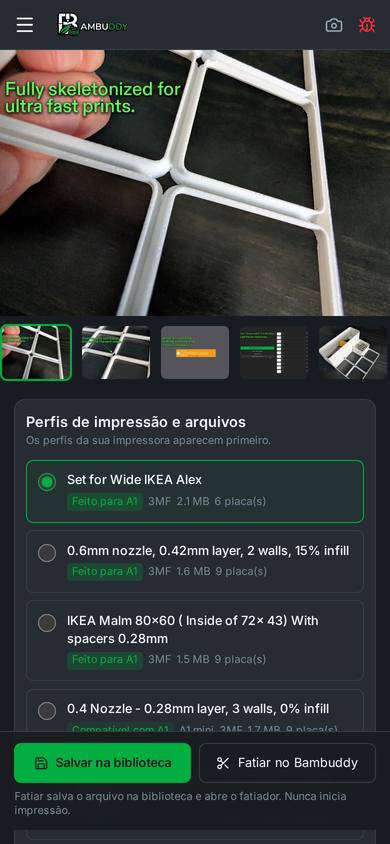 AMBUDDY
Fully skeletonized for
ultra fast prints.
Perfis de impressão e arquivos
Os perfis da sua impressora aparecem primeiro.
Set for Wide IKEA Alex
Feito para A1 3MF 2.1 MB 6 placa(s)
0.6mm nozzle, 0.42mm layer, 2 walls, 15% infill
Feito para A1 3MF 1.6 MB 9 placa(s)
IKEA Malm 80x60 ( Inside of 72x 43) With
spacers 0.28mm
Feito para A1 3MF 1.5 MB 9 placa(s)
0.4 Nozzle - 0.28mm layer, 3 walls, 0% infill
Compatível com A1 A1 mini 3MF 1.7 MB 9 placa(s)
Salvar na biblioteca
Fatiar no Bambuddy
Fatiar salva o arquivo na biblioteca e abre o fatiador. Nunca inicia
impressão.